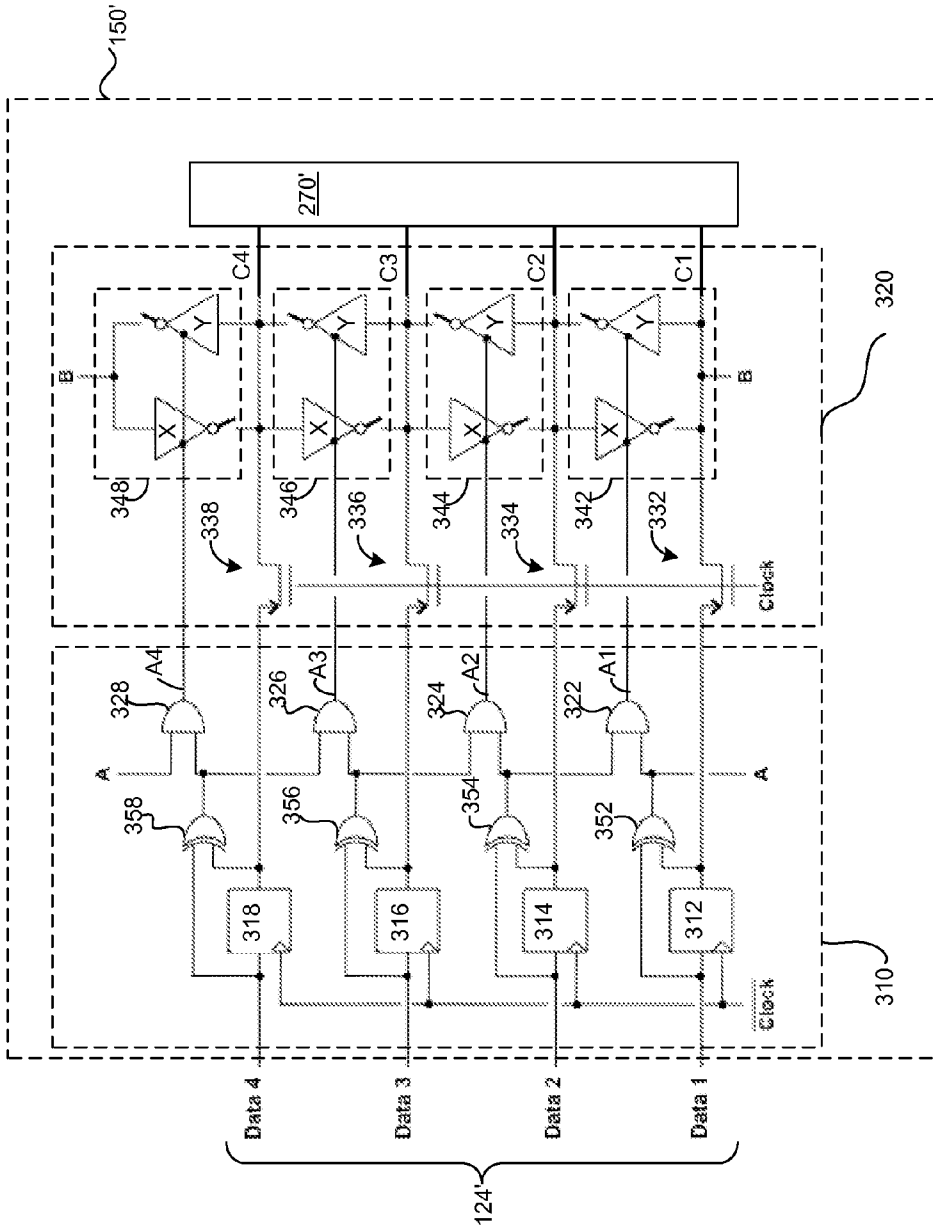 150'
270'
C4
C3
C2
C1
320
B
X
Y
X
Y
X
Y
X
Y
B
348
346
344
342
338
336
334
332
Clock
A4
A3
A2
A1
328
326
324
322
A
A
358
356
354
352
318
316
314
312
Clock
310
Data 4
Data 3
Data 2
Data 1
124'